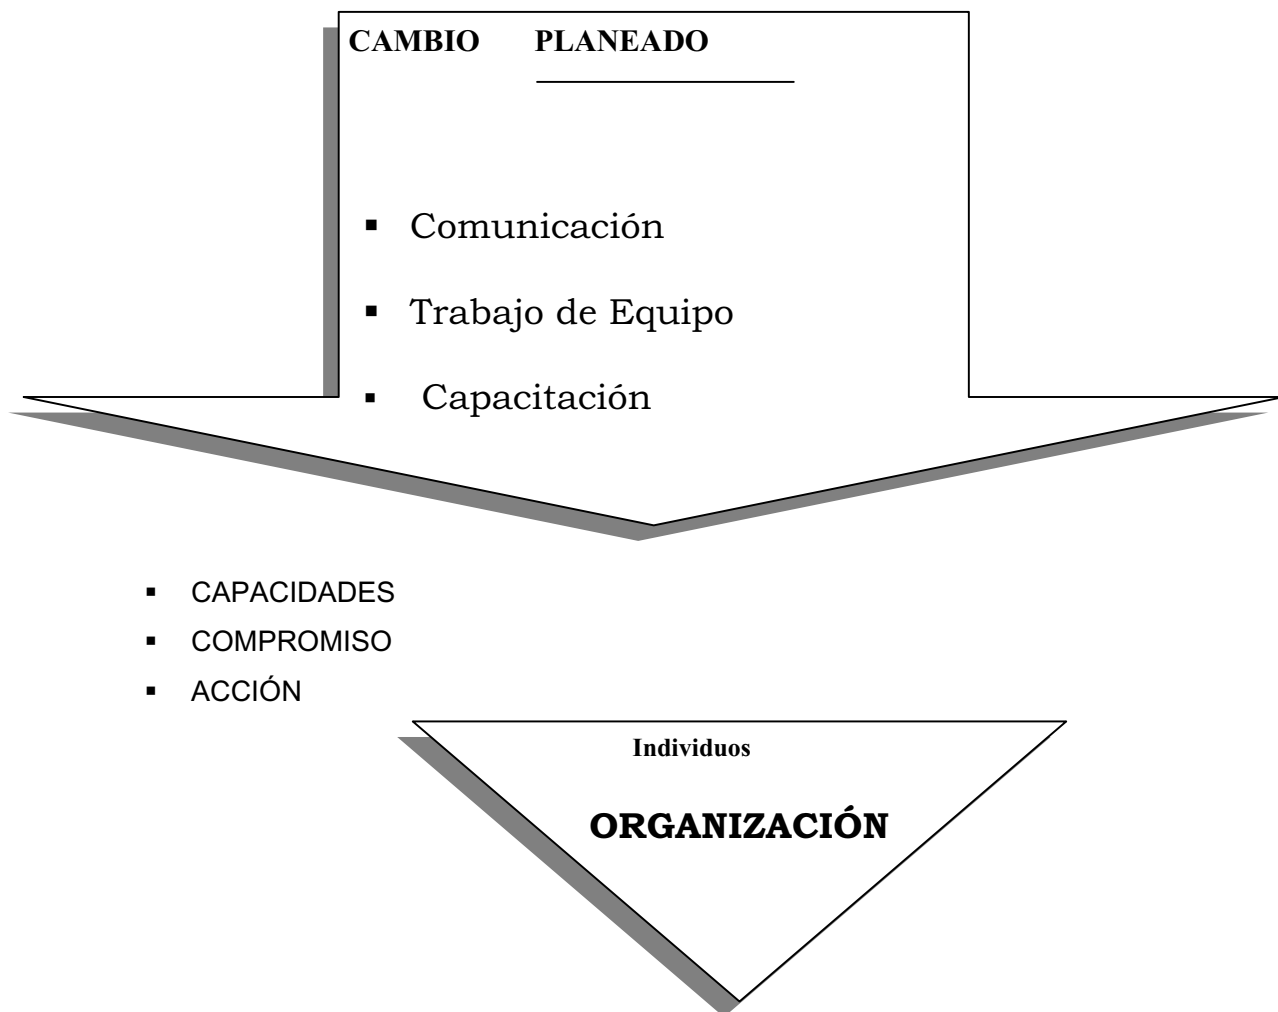 CAMBIO PLANEADO
▪ Comunicación
▪ Trabajo de Equipo
▪ Capacitación
▪ CAPACIDADES
▪ COMPROMISO
▪ ACCIÓN
Individuos
ORGANIZACIÓN